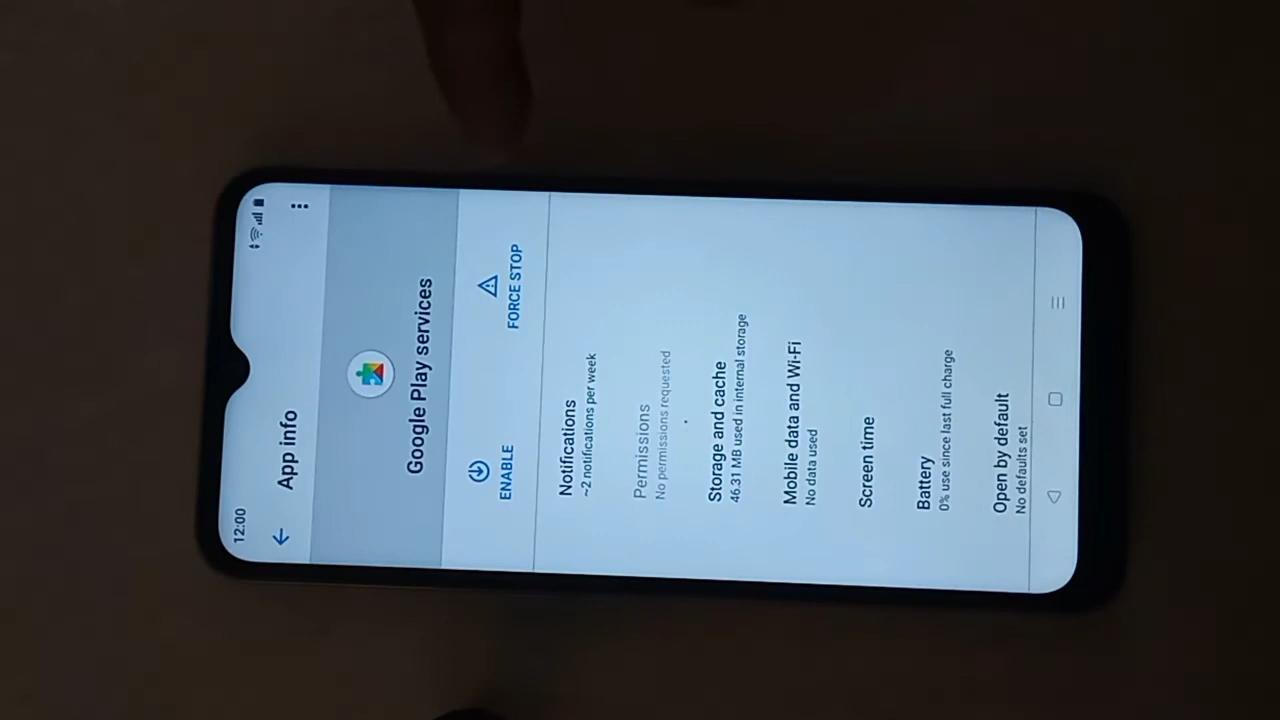 12:00
App info
Google Play services
ENABLE
FORCE STOP
Notifications
~2 notifications per week
Permissions
No permissions requested
Storage and cache
46.31 MB used in internal storage
Mobile data and Wi-Fi
No data used
Screen time
Battery
0% use since last full charge
Open by default
No defaults set